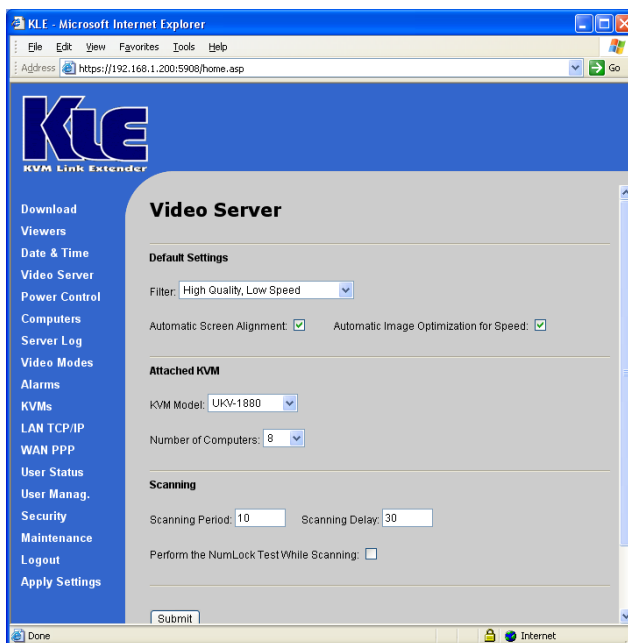 KLE - Microsoft Internet Explorer
File Edit View Favorites Tools Help
Address https://192.168.1.200:5908/home.asp Go
KLE
KVM Link Extender
Download
Viewers
Date & Time
Video Server
Power Control
Computers
Server Log
Video Modes
Alarms
KVMs
LAN TCP/IP
WAN PPP
User Status
User Manag.
Security
Maintenance
Logout
Apply Settings
Video Server
Default Settings
Filter: High Quality, Low Speed
Automatic Screen Alignment: Automatic Image Optimization for Speed:
Attached KVM
KVM Model: UKV-1880
Number of Computers: 8
Scanning
Scanning Period: 10 Scanning Delay: 30
Perform the NumLock Test While Scanning:
Submit
Done Internet